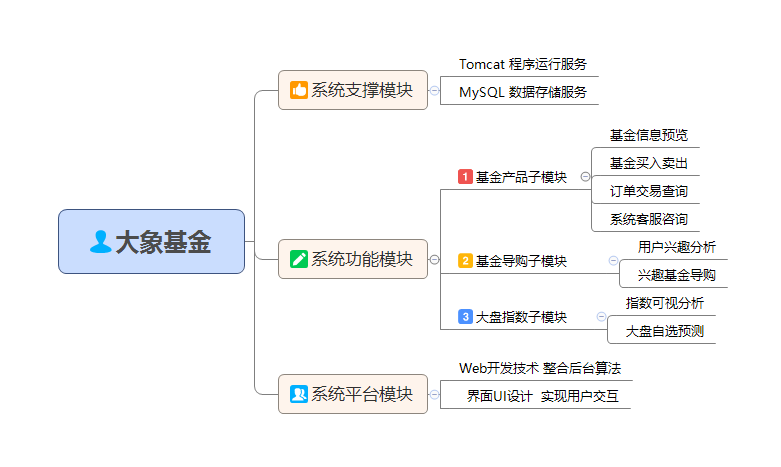 大象基金
系统支撑模块
Tomcat 程序运行服务
MySQL 数据存储服务
系统功能模块
1 基金产品子模块
基金信息预览
基金买入卖出
订单交易查询
系统客服咨询
2 基金导购子模块
用户兴趣分析
兴趣基金导购
3 大盘指数子模块
指数可视分析
大盘自选预测
系统平台模块
Web开发技术 整合后台算法
界面UI设计 实现用户交互